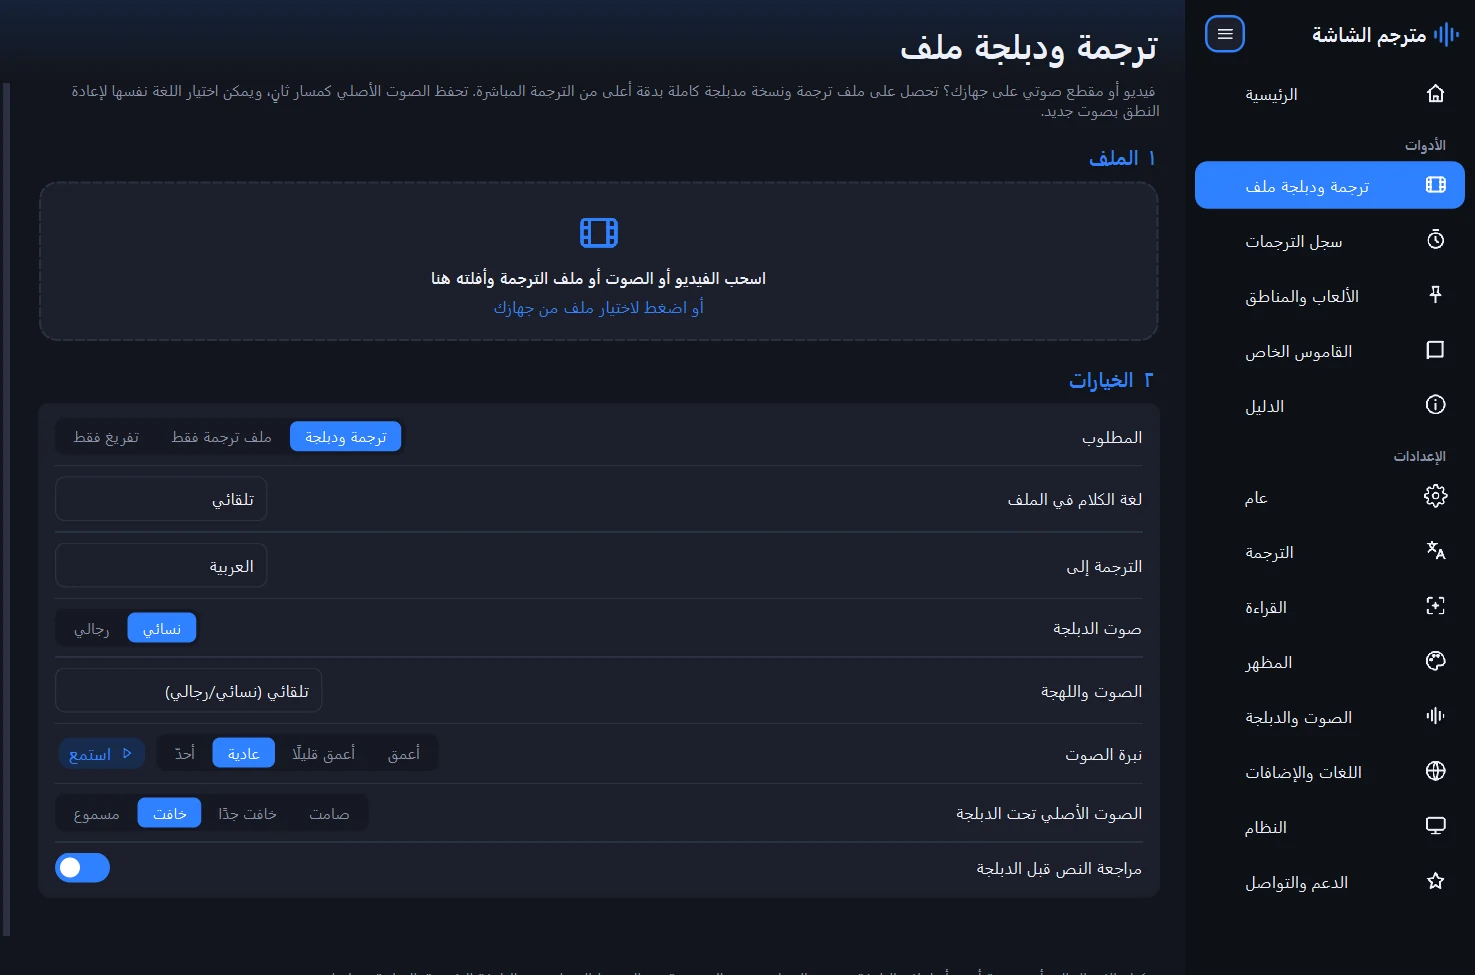 مترجم الشاشة
الرئيسية
الأدوات
ترجمة ودبلجة ملف
سجل الترجمات
الألعاب والمناطق
القاموس الخاص
الدليل
الإعدادات
عام
الترجمة
القراءة
المظهر
الصوت والدبلجة
اللغات والإضافات
النظام
الدعم والتواصل
ترجمة ودبلجة ملف
فيديو أو مقطع صوتي على جهازك؟ تحصل على ملف ترجمة ونسخة مدبلجة كاملة بدقة أعلى من الترجمة المباشرة. تحفظ الصوت الأصلي كمسار ثانٍ، ويمكن اختيار اللغة نفسها لإعادة
النطق بصوت جديد.
١ الملف
اسحب الفيديو أو الصوت أو ملف الترجمة وأفلته هنا
أو اضغط لاختيار ملف من جهازك
٢ الخيارات
المطلوب ترجمة ودبلجة ملف ترجمة فقط تفريغ فقط
لغة الكلام في الملف تلقائي
الترجمة إلى العربية
صوت الدبلجة نسائي رجالي
الصوت واللهجة تلقائي (نسائي/رجالي)
نبرة الصوت أعمق أعمق قليلًا عادية أحدّ استمع
الصوت الأصلي تحت الدبلجة صامت خافت جدًا خافت مسموع
مراجعة النص قبل الدبلجة